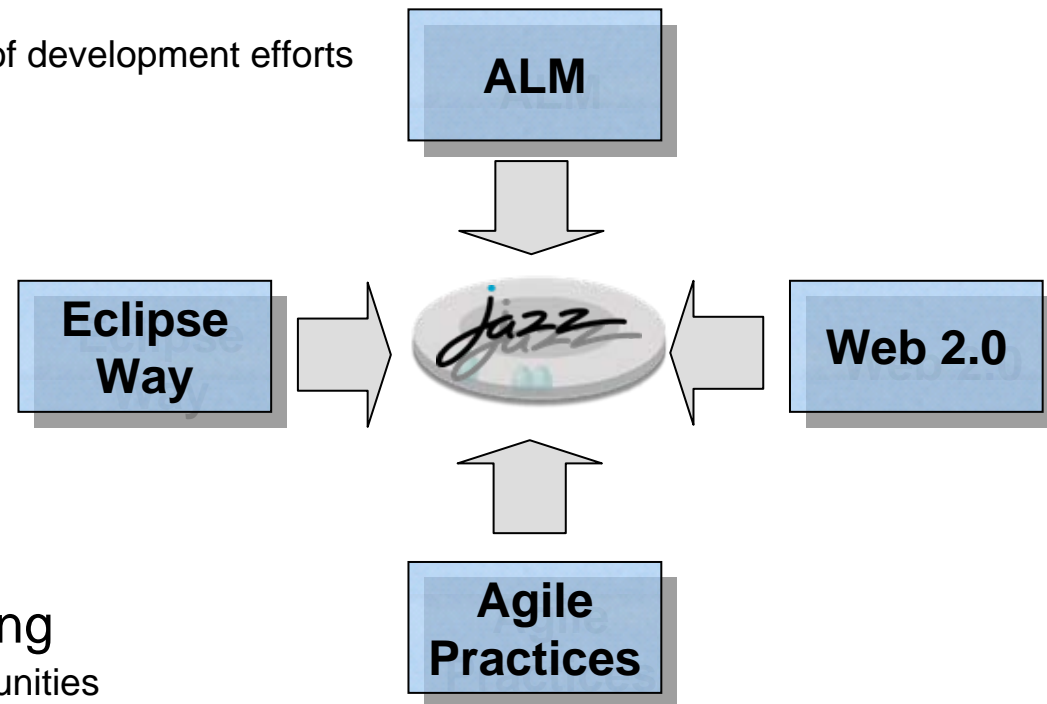 of development efforts
ALM
Eclipse
Way
jazz
Web 2.0
Agile
Practices
ng
unities